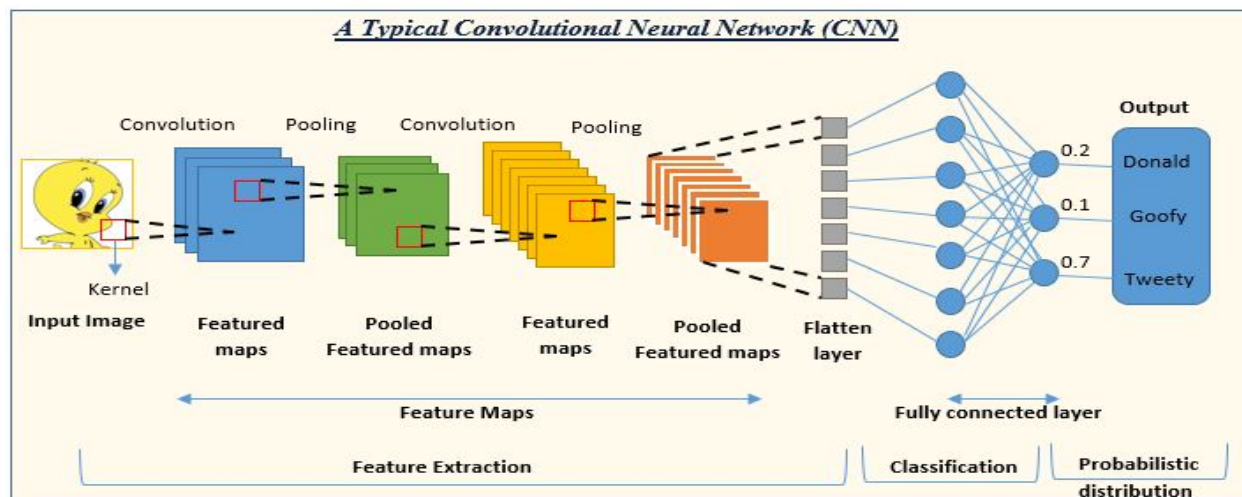 A Typical Convolutional Neural Network (CNN)
Convolution
Pooling
Convolution
Pooling
Output
Kernel
0.2
Donald
0.1
Goofy
0.7
Tweety
Input Image
Featured
maps
Pooled
Featured maps
Featured
maps
Pooled
Featured maps
Flatten
layer
Feature Maps
Fully connected layer
Feature Extraction
Classification
Probabilistic
distribution